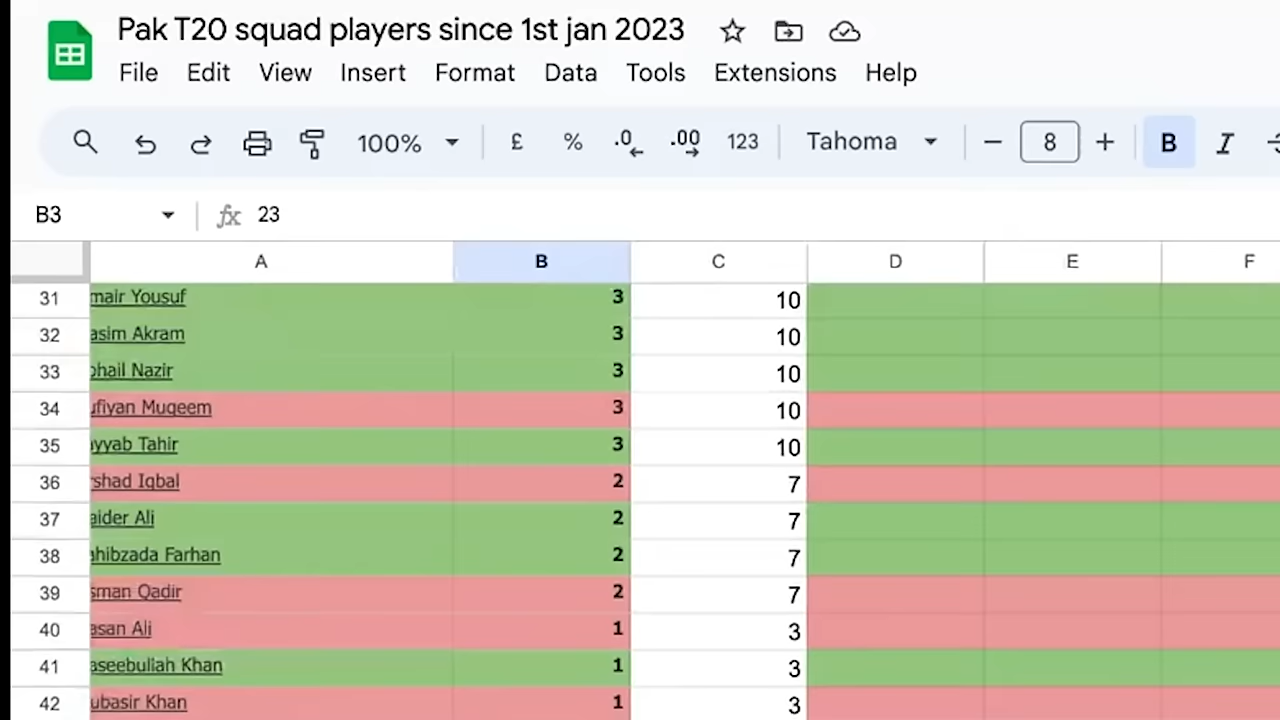 Pak T20 squad players since 1st jan 2023
File Edit View Insert Format Data Tools Extensions Help
100% £ % .0 .00 123 Tahoma − 8 + B I
B3 fx 23
A B C D E F
31 mair Yousuf 3 10
32 asim Akram 3 10
33 ohail Nazir 3 10
34 ufiyan Muqeem 3 10
35 ayyab Tahir 3 10
36 rshad Iqbal 2 7
37 aider Ali 2 7
38 ahibzada Farhan 2 7
39 sman Qadir 2 7
40 asan Ali 1 3
41 aseebullah Khan 1 3
42 ubasir Khan 1 3